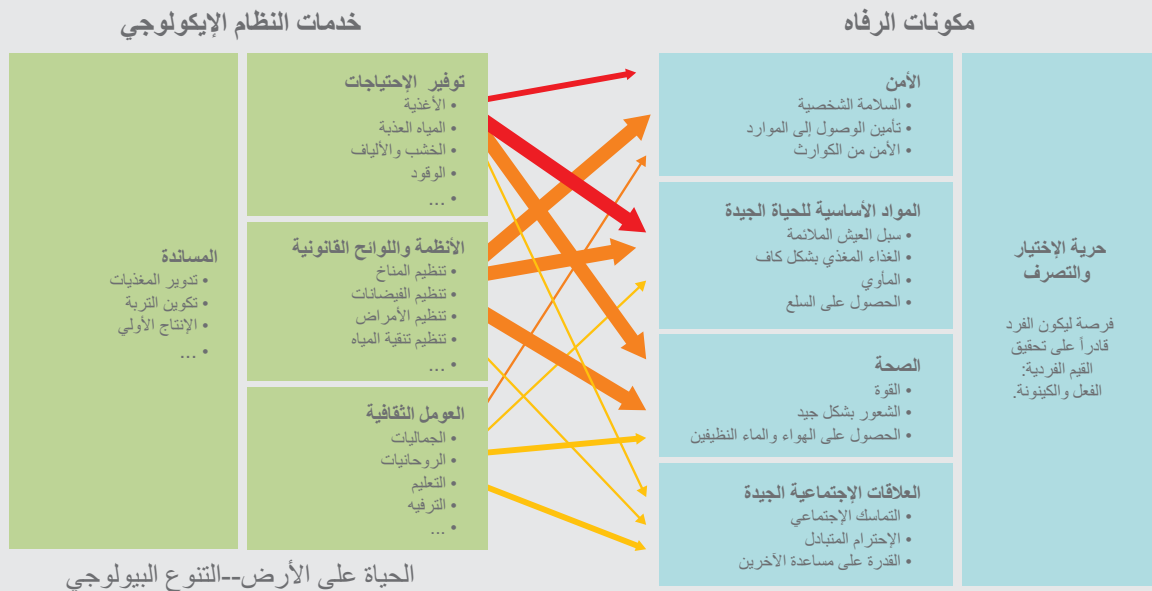 خدمات النظام الإيكولوجي
المساندة
• تدوير المغذيات
• تكوين التربة
• الإنتاج الأولي
• ...
توفير الإحتياجات
• الأغذية
• المياه العذبة
• الخشب والألياف
• الوقود
• ...
الأنظمة واللوائح القانونية
• تنظيم المناخ
• تنظيم الفيضانات
• تنظيم الأمراض
• تنظيم تنقية المياه
• ...
العومل الثقافية
• الجماليات
• الروحانيات
• التعليم
• الترفيه
• ...
الحياة على الأرض--التنوع البيولوجي
مكونات الرفاه
الأمن
• السلامة الشخصية
• تأمين الوصول إلى الموارد
• الأمن من الكوارث
المواد الأساسية للحياة الجيدة
• سبل العيش الملائمة
• الغذاء المغذي بشكل كاف
• المأوي
• الحصول على السلع
الصحة
• القوة
• الشعور بشكل جيد
• الحصول على الهواء والماء النظيفين
العلاقات الإجتماعية الجيدة
• التماسك الإجتماعي
• الإحترام المتبادل
• القدرة على مساعدة الآخرين
حرية الإختيار
والتصرف
فرصة ليكون الفرد
قادراً على تحقيق
القيم الفردية:
الفعل والكينونة.